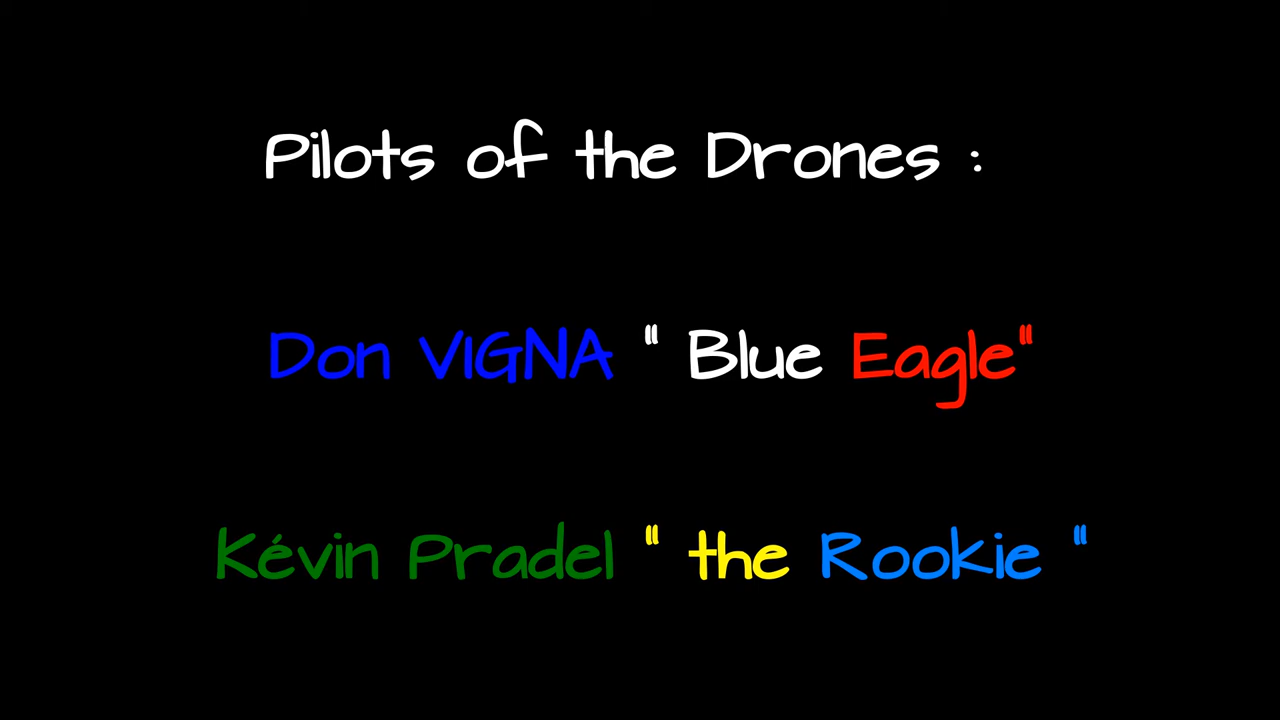 Pilots of the Drones :
Don VIGNA " Blue Eagle"
Kévin Pradel " the Rookie "